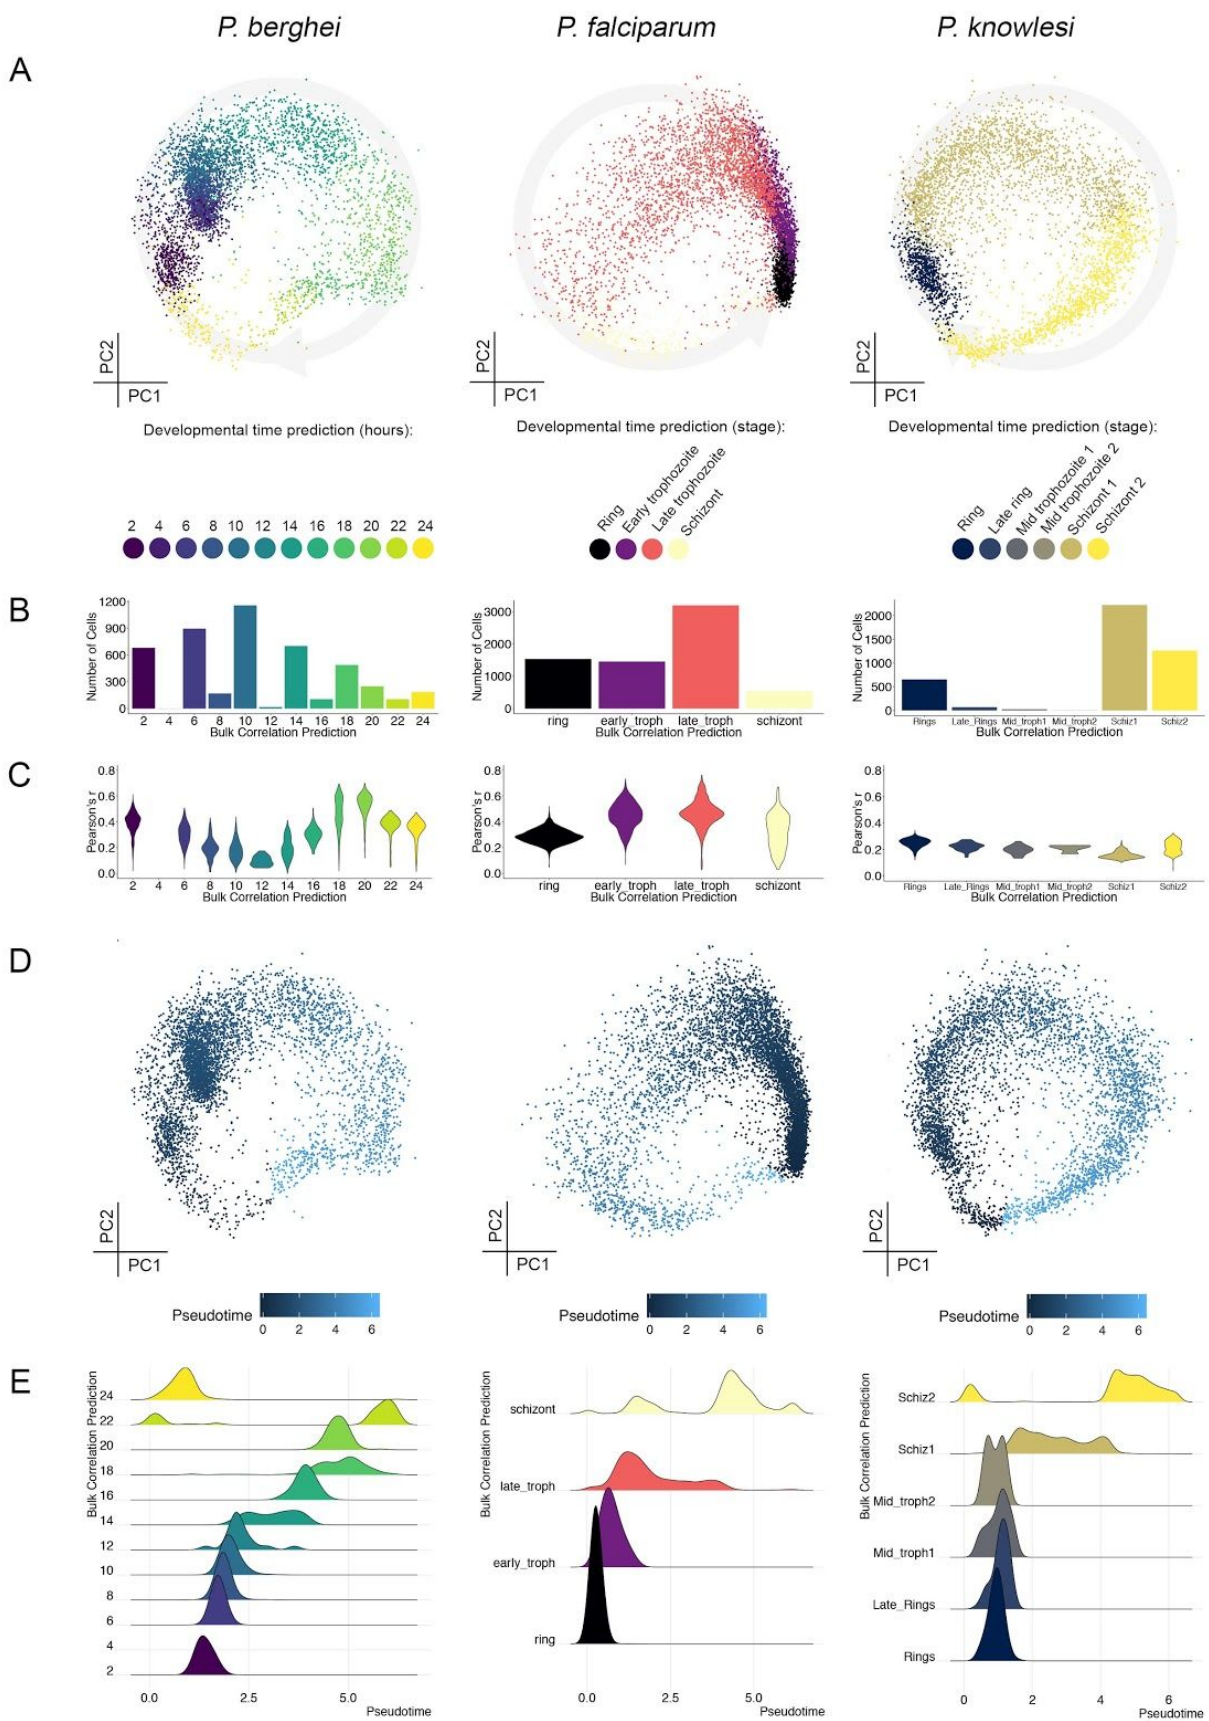 P. berghei
P. falciparum
P. knowlesi
A
PC2
PC1
PC2
PC1
PC2
PC1
Developmental time prediction (hours):
Developmental time prediction (stage):
Developmental time prediction (stage):
2 4 6 8 10 12 14 16 18 20 22 24
Ring
Early trophozoite
Late trophozoite
Schizont
Ring
Late ring
Mid trophozoite 1
Mid trophozoite 2
Schizont 1
Schizont 2
B
Number of Cells
1200
900
600
300
0
2 4 6 8 10 12 14 16 18 20 22 24
Bulk Correlation Prediction
Number of Cells
3000
2000
1000
0
ring early_troph late_troph schizont
Bulk Correlation Prediction
Number of Cells
2000
1500
1000
500
0
Rings Late_Rings Mid_troph1 Mid_troph2 Schiz1 Schiz2
Bulk Correlation Prediction
C
Pearson's r
0.8
0.6
0.4
0.2
0.0
2 6 8 10 12 14 16 18 20 22 24
Bulk Correlation Prediction
Pearson's r
0.8
0.6
0.4
0.2
0.0
ring early_troph late_troph schizont
Bulk Correlation Prediction
Pearson's r
0.8
0.6
0.4
0.2
0.0
Rings Late_Rings Mid_troph1 Mid_troph2 Schiz1 Schiz2
Bulk Correlation Prediction
D
PC2
PC1
PC2
PC1
PC2
PC1
Pseudotime
0 2 4 6
Pseudotime
0 2 4 6
Pseudotime
0 2 4 6
E
Bulk Correlation Prediction
24
22
20
18
16
14
12
10
8
6
4
2
0.0 2.5 5.0
Pseudotime
Bulk Correlation Prediction
schizont
late_troph
early_troph
ring
0.0 2.5 5.0
Pseudotime
Bulk Correlation Prediction
Schiz2
Schiz1
Mid_troph2
Mid_troph1
Late_Rings
Rings
0 2 4 6
Pseudotime